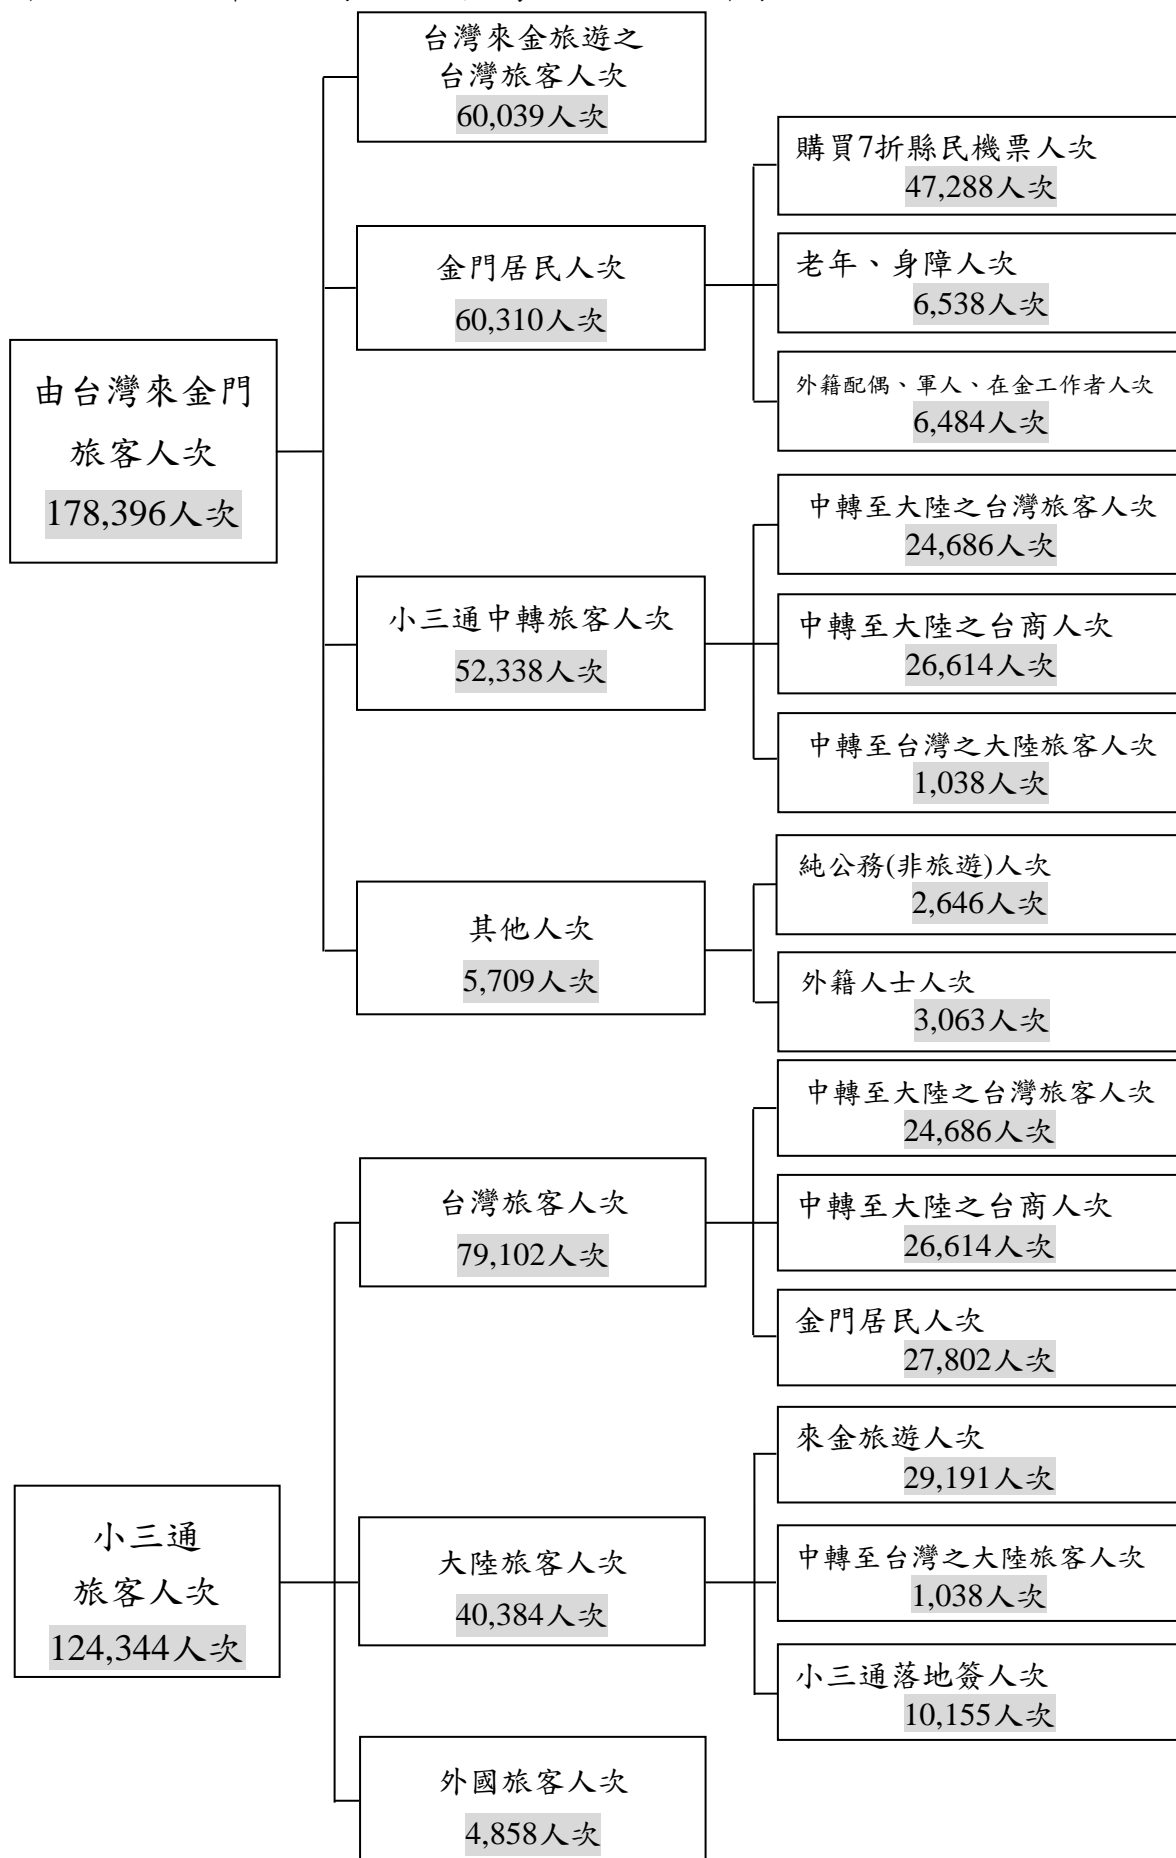 台灣來金旅遊之
台灣旅客人次
60,039人次
購買7折縣民機票人次
47,288人次
金門居民人次
60,310人次
老年、身障人次
6,538人次
外籍配偶、軍人、在金工作者人次
6,484人次
由台灣來金門
旅客人次
178,396人次
中轉至大陸之台灣旅客人次
24,686人次
小三通中轉旅客人次
52,338人次
中轉至大陸之台商人次
26,614人次
中轉至台灣之大陸旅客人次
1,038人次
純公務(非旅遊)人次
2,646人次
其他人次
5,709人次
外籍人士人次
3,063人次
中轉至大陸之台灣旅客人次
24,686人次
台灣旅客人次
79,102人次
中轉至大陸之台商人次
26,614人次
金門居民人次
27,802人次
來金旅遊人次
29,191人次
小三通
旅客人次
124,344人次
大陸旅客人次
40,384人次
中轉至台灣之大陸旅客人次
1,038人次
小三通落地簽人次
10,155人次
外國旅客人次
4,858人次